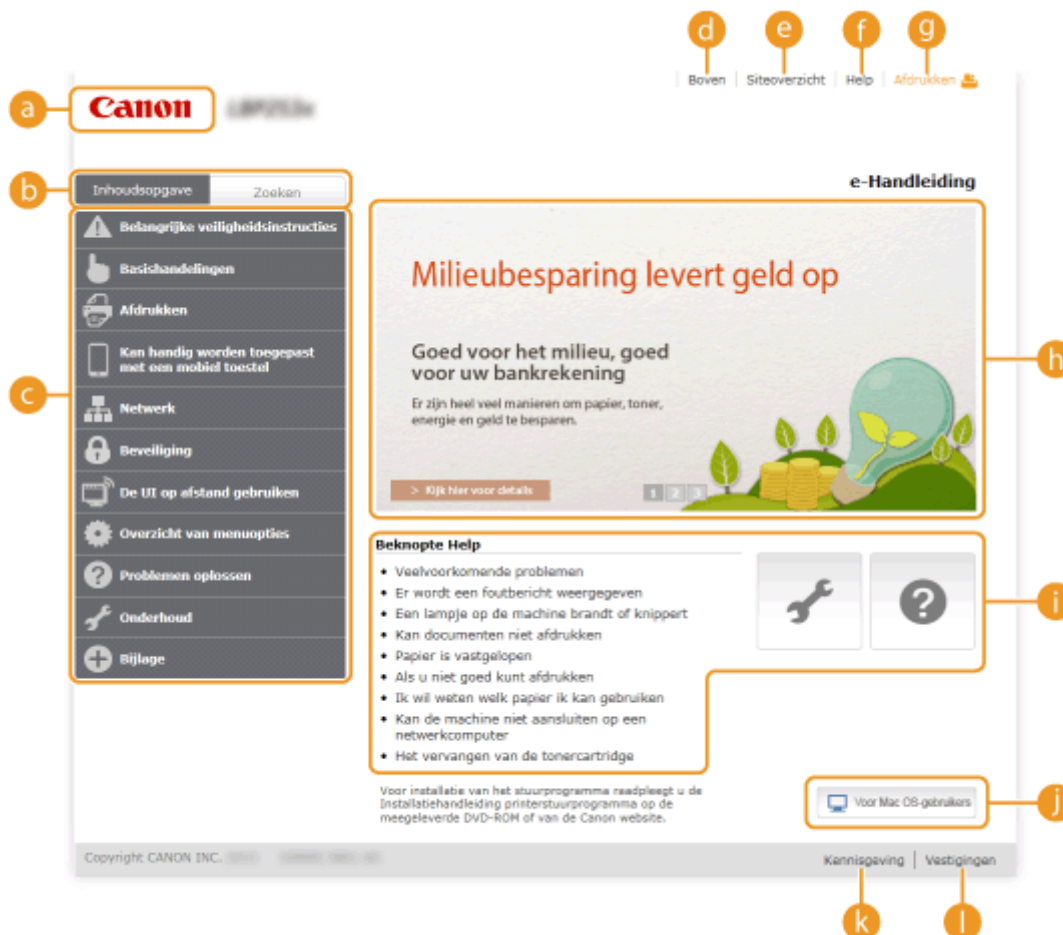 d e f g
Boven Siteoverzicht Help Afdrukken
a Canon
b Inhoudsopgave Zoeken
e-Handleiding
c
Belangrijke veiligheidsinstructies
Basishandelingen
Afdrukken
Kan handig worden toegepast
met een mobiel toestel
Netwerk
Beveiliging
De UI op afstand gebruiken
Overzicht van menuopties
Problemen oplossen
Onderhoud
Bijlage
Milieubesparing levert geld op
Goed voor het milieu, goed
voor uw bankrekening
Er zijn heel veel manieren om papier, toner,
energie en geld te besparen.
> Kijk hier voor details
1 2 3
h
Beknopte Help
• Veelvoorkomende problemen
• Er wordt een foutbericht weergegeven
• Een lampje op de machine brandt of knippert
• Kan documenten niet afdrukken
• Papier is vastgelopen
• Als u niet goed kunt afdrukken
• Ik wil weten welk papier ik kan gebruiken
• Kan de machine niet aansluiten op een
netwerkcomputer
• Het vervangen van de tonercartridge
i
Voor installatie van het stuurprogramma raadpleegt u de
Installatiehandleiding printerstuurprogramma op de
meegeleverde DVD-ROM of van de Canon website.
Voor Mac OS-gebruikers
j
Copyright CANON INC.
Kennisgeving Vestigingen
k l